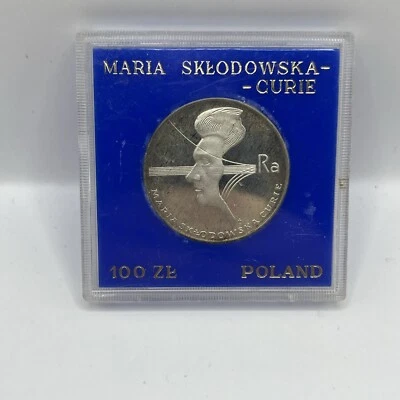 MARIA SKŁODOWSKA-
-CURIE
Ra
MARIA SKŁODOWSKA CURIE
100 ZŁ POLAND